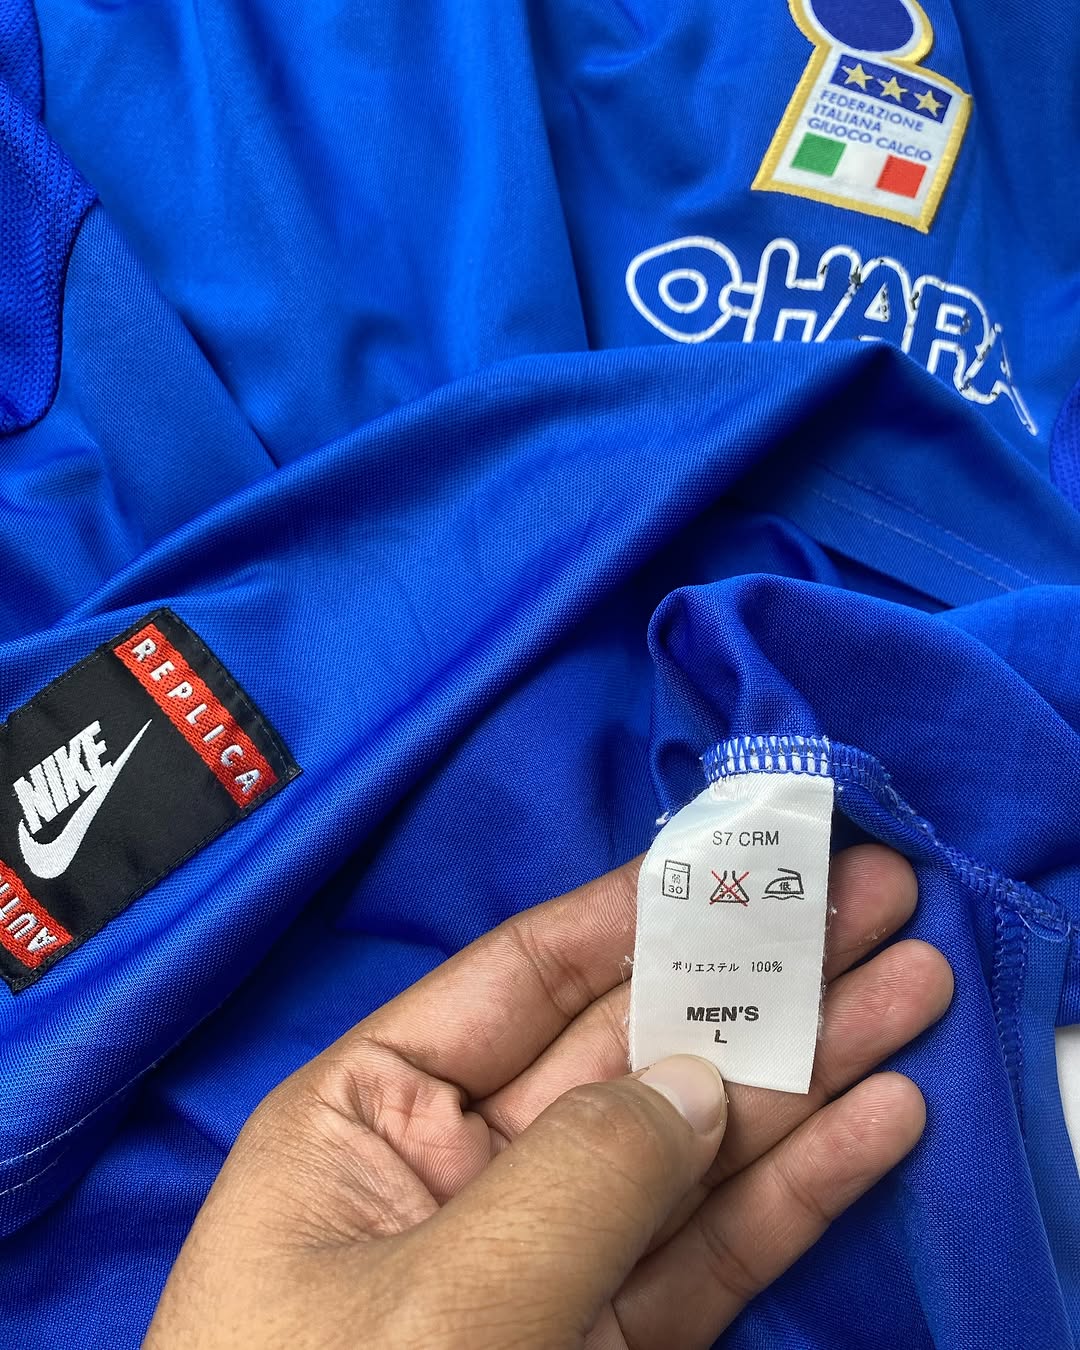 FEDERAZIONE
ITALIANA
GIUOCO CALCIO
O-HARA
REPLICA
NIKE
S7 CRM
30
低
ポリエステル 100%
MEN'S
L